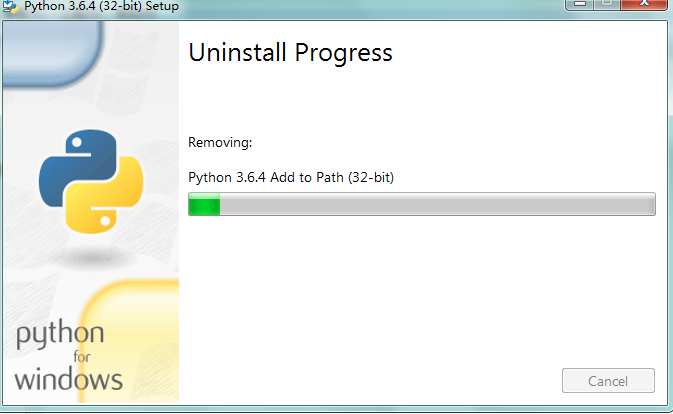 Python 3.6.4 (32-bit) Setup
Uninstall Progress
Removing:
Python 3.6.4 Add to Path (32-bit)
python
for
windows
Cancel